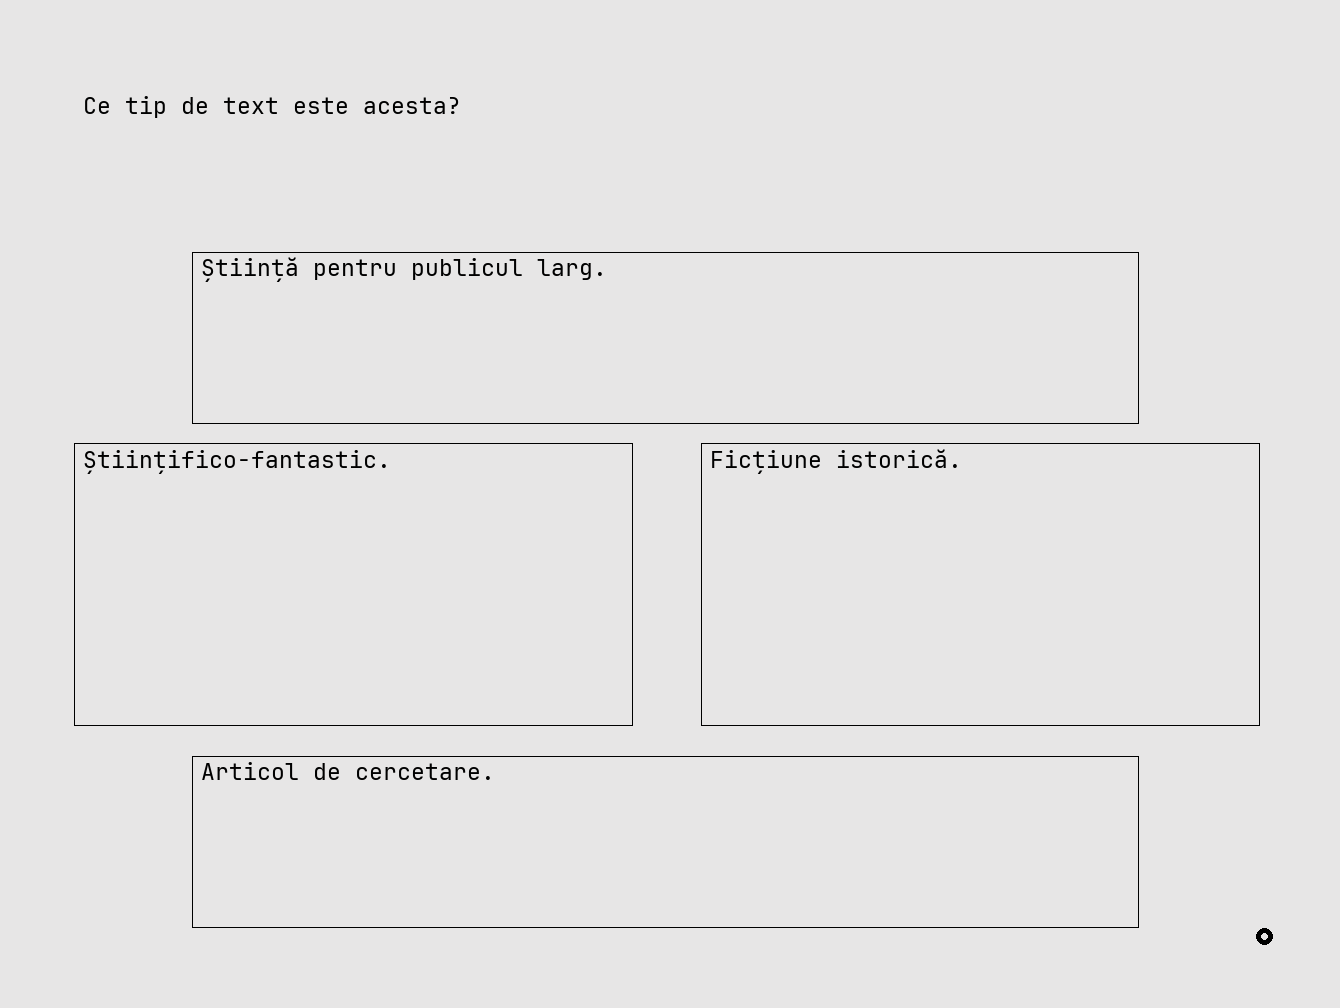 Ce tip de text este acesta?
Știință pentru publicul larg.
Științifico-fantastic.
Ficțiune istorică.
Articol de cercetare.